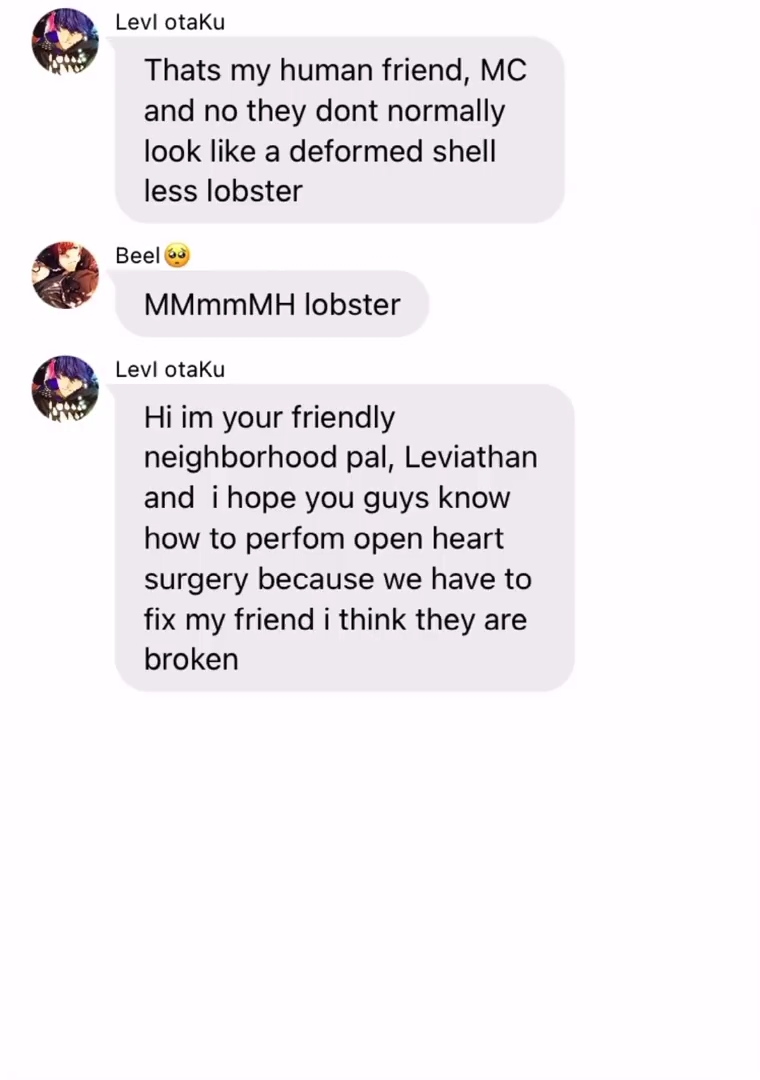 LevI otaKu
Thats my human friend, MC
and no they dont normally
look like a deformed shell
less lobster
Beel🥺
MMmmMH lobster
LevI otaKu
Hi im your friendly
neighborhood pal, Leviathan
and  i hope you guys know
how to perfom open heart
surgery because we have to
fix my friend i think they are
broken